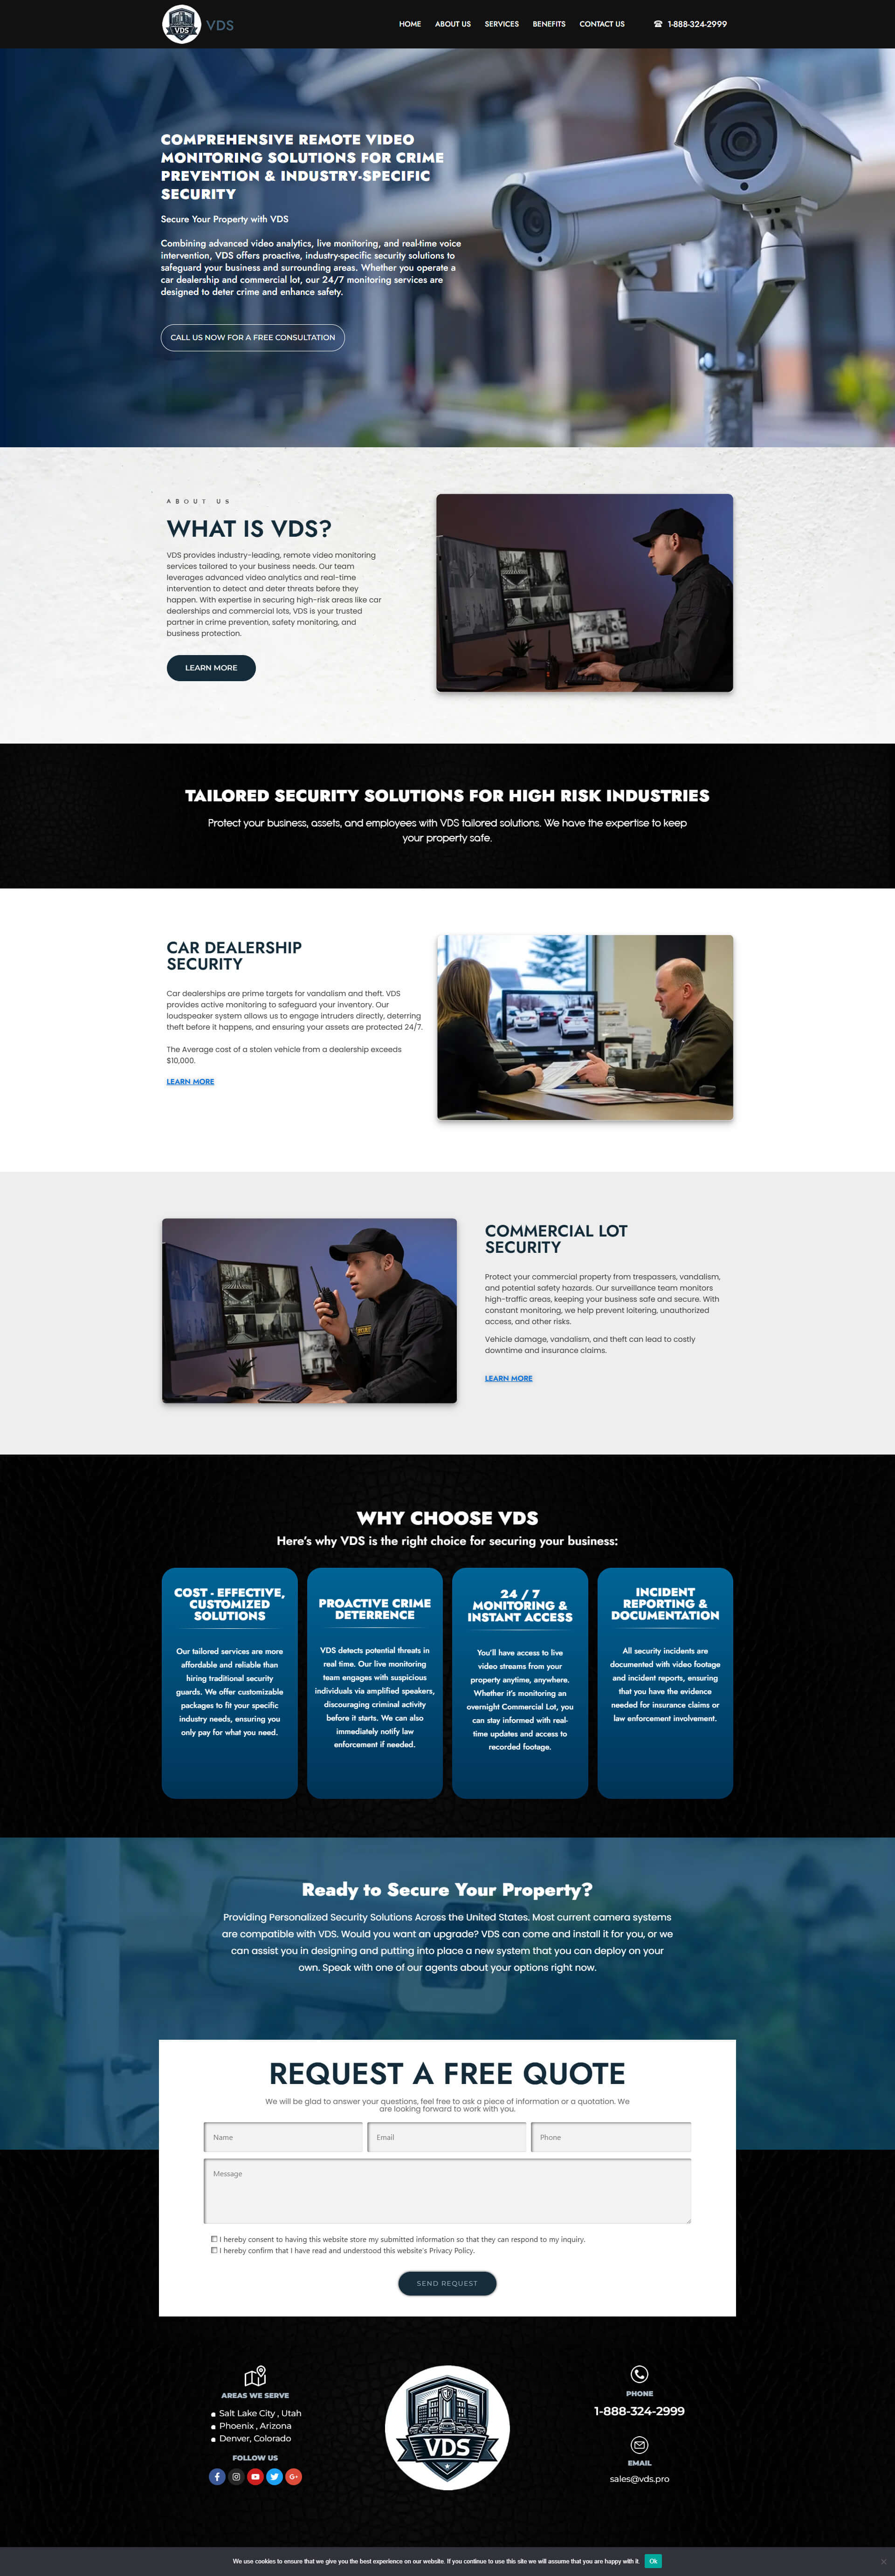 VDS
VDS
HOME
ABOUT US
SERVICES
BENEFITS
CONTACT US
1-888-324-2999
COMPREHENSIVE REMOTE VIDEO
MONITORING SOLUTIONS FOR CRIME
PREVENTION & INDUSTRY-SPECIFIC
SECURITY
Secure Your Property with VDS
Combining advanced video analytics, live monitoring, and real-time voice
intervention, VDS offers proactive, industry-specific security solutions to
safeguard your business and surrounding areas. Whether you operate a
car dealership and commercial lot, our 24/7 monitoring services are
designed to deter crime and enhance safety.
CALL US NOW FOR A FREE CONSULTATION
ABOUT US
WHAT IS VDS?
VDS provides industry-leading, remote video monitoring
services tailored to your business needs. Our team
leverages advanced video analytics and real-time
intervention to detect and deter threats before they
happen. With expertise in securing high-risk areas like car
dealerships and commercial lots, VDS is your trusted
partner in crime prevention, safety monitoring, and
business protection.
LEARN MORE
TAILORED SECURITY SOLUTIONS FOR HIGH RISK INDUSTRIES
Protect your business, assets, and employees with VDS tailored solutions. We have the expertise to keep
your property safe.
CAR DEALERSHIP
SECURITY
Car dealerships are prime targets for vandalism and theft. VDS
provides active monitoring to safeguard your inventory. Our
loudspeaker system allows us to engage intruders directly, deterring
theft before it happens, and ensuring your assets are protected 24/7.
The Average cost of a stolen vehicle from a dealership exceeds
$10,000.
LEARN MORE
COMMERCIAL LOT
SECURITY
Protect your commercial property from trespassers, vandalism,
and potential safety hazards. Our surveillance team monitors
high-traffic areas, keeping your business safe and secure. With
constant monitoring, we help prevent loitering, unauthorized
access, and other risks.
Vehicle damage, vandalism, and theft can lead to costly
downtime and insurance claims.
LEARN MORE
WHY CHOOSE VDS
Here's why VDS is the right choice for securing your business:
COST - EFFECTIVE,
CUSTOMIZED
SOLUTIONS
Our tailored services are more
affordable and reliable than
hiring traditional security
guards. We offer customizable
packages to fit your specific
industry needs, ensuring you
only pay for what you need.
PROACTIVE CRIME
DETERRENCE
VDS detects potential threats in
real time. Our live monitoring
team engages with suspicious
individuals via amplified speakers,
discouraging criminal activity
before it starts. We can also
immediately notify law
enforcement if needed.
24 / 7
MONITORING &
INSTANT ACCESS
You'll have access to live
video streams from your
property anytime, anywhere.
Whether it's monitoring an
overnight Commercial Lot, you
can stay informed with real-
time updates and access to
recorded footage.
INCIDENT
REPORTING &
DOCUMENTATION
All security incidents are
documented with video footage
and incident reports, ensuring
that you have the evidence
needed for insurance claims or
law enforcement involvement.
Ready to Secure Your Property?
Providing Personalized Security Solutions Across the United States. Most current camera systems
are compatible with VDS. Would you want an upgrade? VDS can come and install it for you, or we
can assist you in designing and putting into place a new system that you can deploy on your
own. Speak with one of our agents about your options right now.
REQUEST A FREE QUOTE
We will be glad to answer your questions, feel free to ask a piece of information or a quotation. We
are looking forward to work with you.
Name
Email
Phone
Message
I hereby consent to having this website store my submitted information so that they can respond to my inquiry.
I hereby confirm that I have read and understood this website's Privacy Policy.
SEND REQUEST
AREAS WE SERVE
Salt Lake City , Utah
Phoenix , Arizona
Denver, Colorado
FOLLOW US
VDS
PHONE
1-888-324-2999
EMAIL
sales@vds.pro
We use cookies to ensure that we give you the best experience on our website. If you continue to use this site we will assume that you are happy with it.
Ok